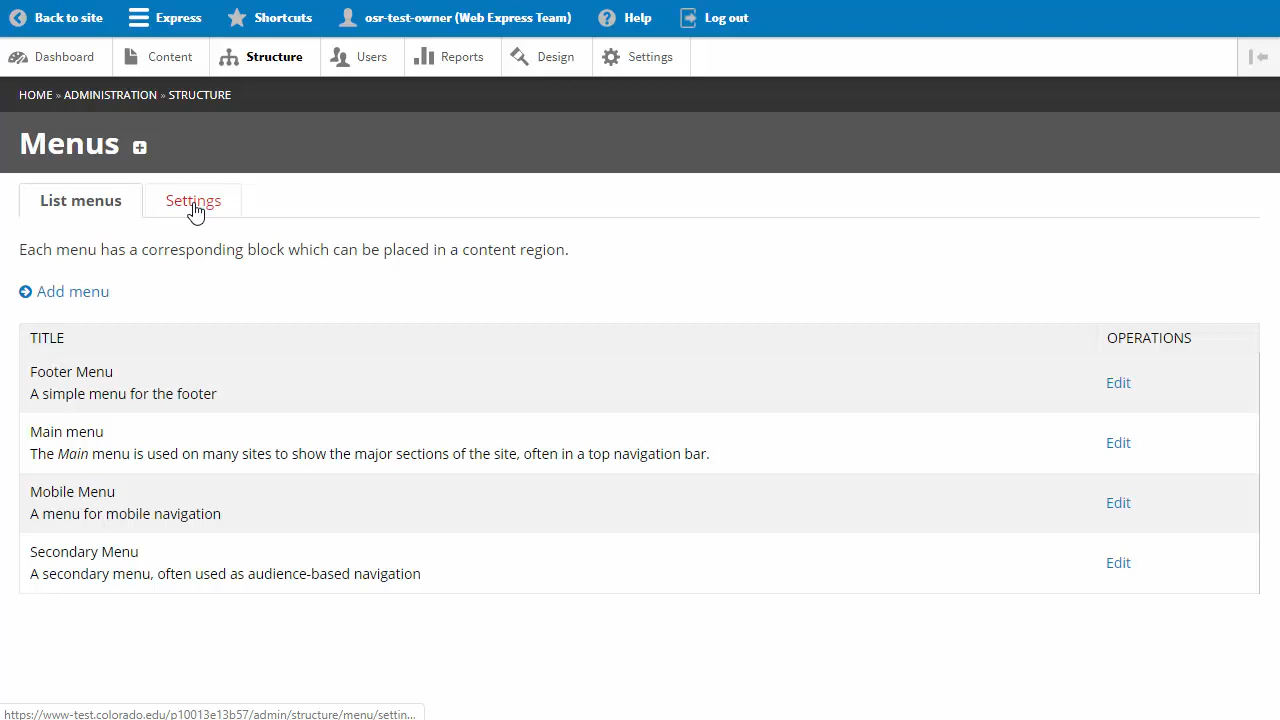 Back to site Express Shortcuts osr-test-owner (Web Express Team) Help Log out
Dashboard Content Structure Users Reports Design Settings
HOME » ADMINISTRATION » STRUCTURE
Menus
List menus Settings
Each menu has a corresponding block which can be placed in a content region.
Add menu
TITLE OPERATIONS
Footer Menu
A simple menu for the footer
Edit
Main menu
The Main menu is used on many sites to show the major sections of the site, often in a top navigation bar.
Edit
Mobile Menu
A menu for mobile navigation
Edit
Secondary Menu
A secondary menu, often used as audience-based navigation
Edit
https://www-test.colorado.edu/p10013e13b57/admin/structure/menu/settin...